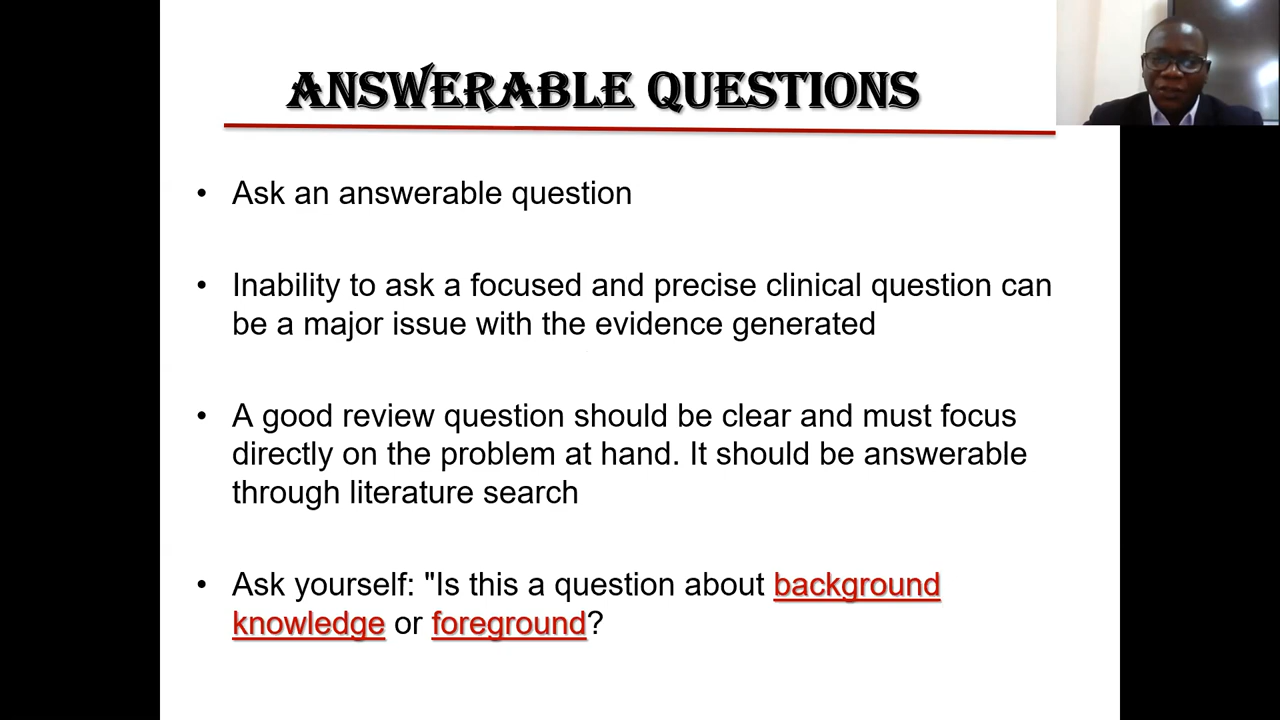 ANSWERABLE QUESTIONS
• Ask an answerable question
• Inability to ask a focused and precise clinical question can
be a major issue with the evidence generated
• A good review question should be clear and must focus
directly on the problem at hand. It should be answerable
through literature search
• Ask yourself: "Is this a question about background
knowledge or foreground?